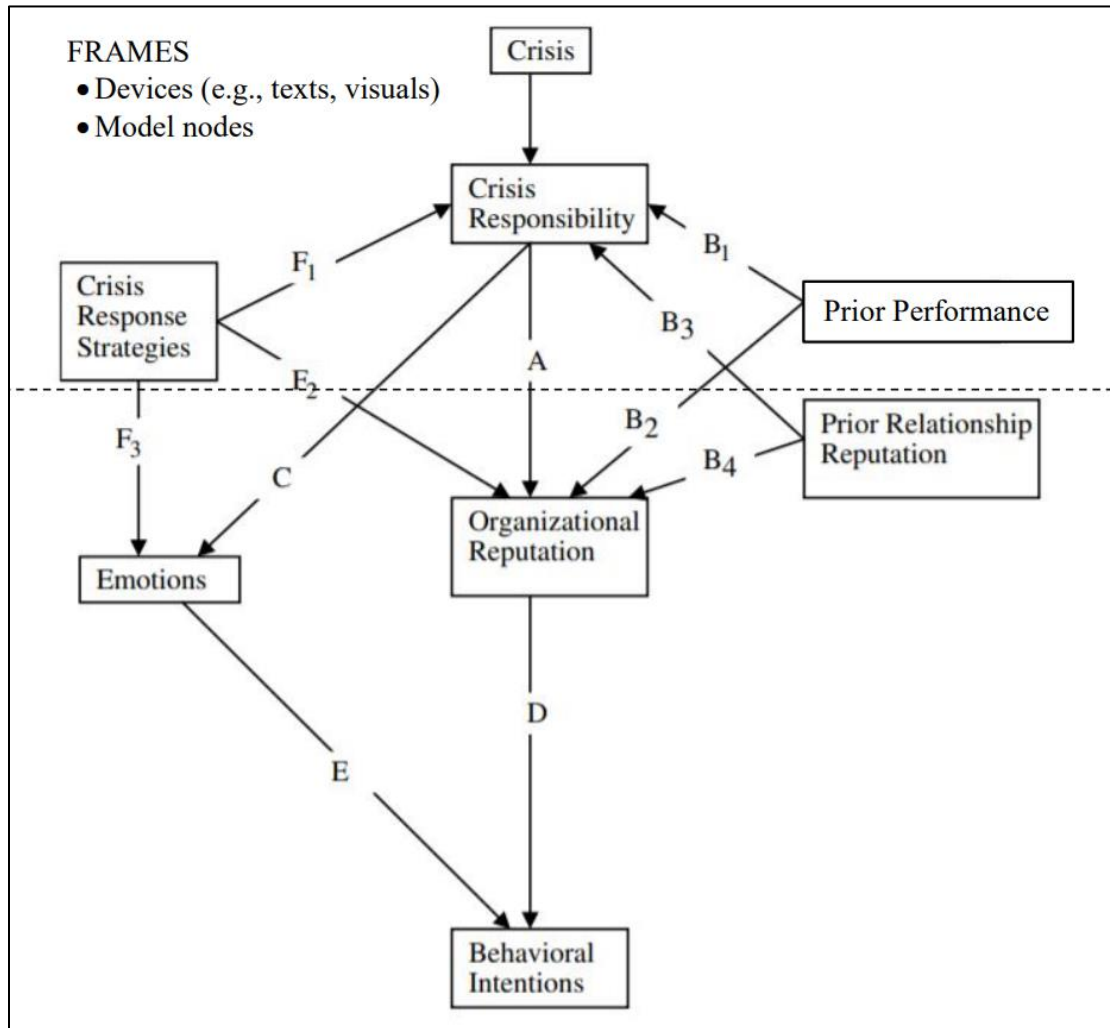 FRAMES
• Devices (e.g., texts, visuals)
• Model nodes
Crisis
Crisis
Responsibility
F1
B1
Crisis
Response
Strategies
Prior Performance
B3
A
F2
F3
B2
Prior Relationship
Reputation
B4
C
Organizational
Reputation
Emotions
D
E
Behavioral
Intentions